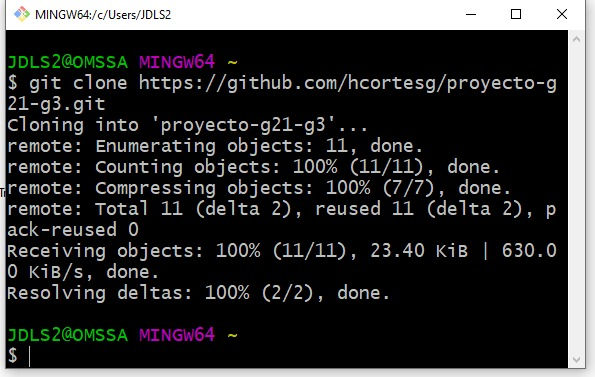 MINGW64:/c/Users/JDLS2
JDLS2@OMSSA MINGW64 ~
$ git clone https://github.com/hcortesg/proyecto-g
21-g3.git
Cloning into 'proyecto-g21-g3'...
remote: Enumerating objects: 11, done.
remote: Counting objects: 100% (11/11), done.
remote: Compressing objects: 100% (7/7), done.
remote: Total 11 (delta 2), reused 11 (delta 2), p
ack-reused 0
Receiving objects: 100% (11/11), 23.40 KiB | 630.0
0 KiB/s, done.
Resolving deltas: 100% (2/2), done.
JDLS2@OMSSA MINGW64 ~
$